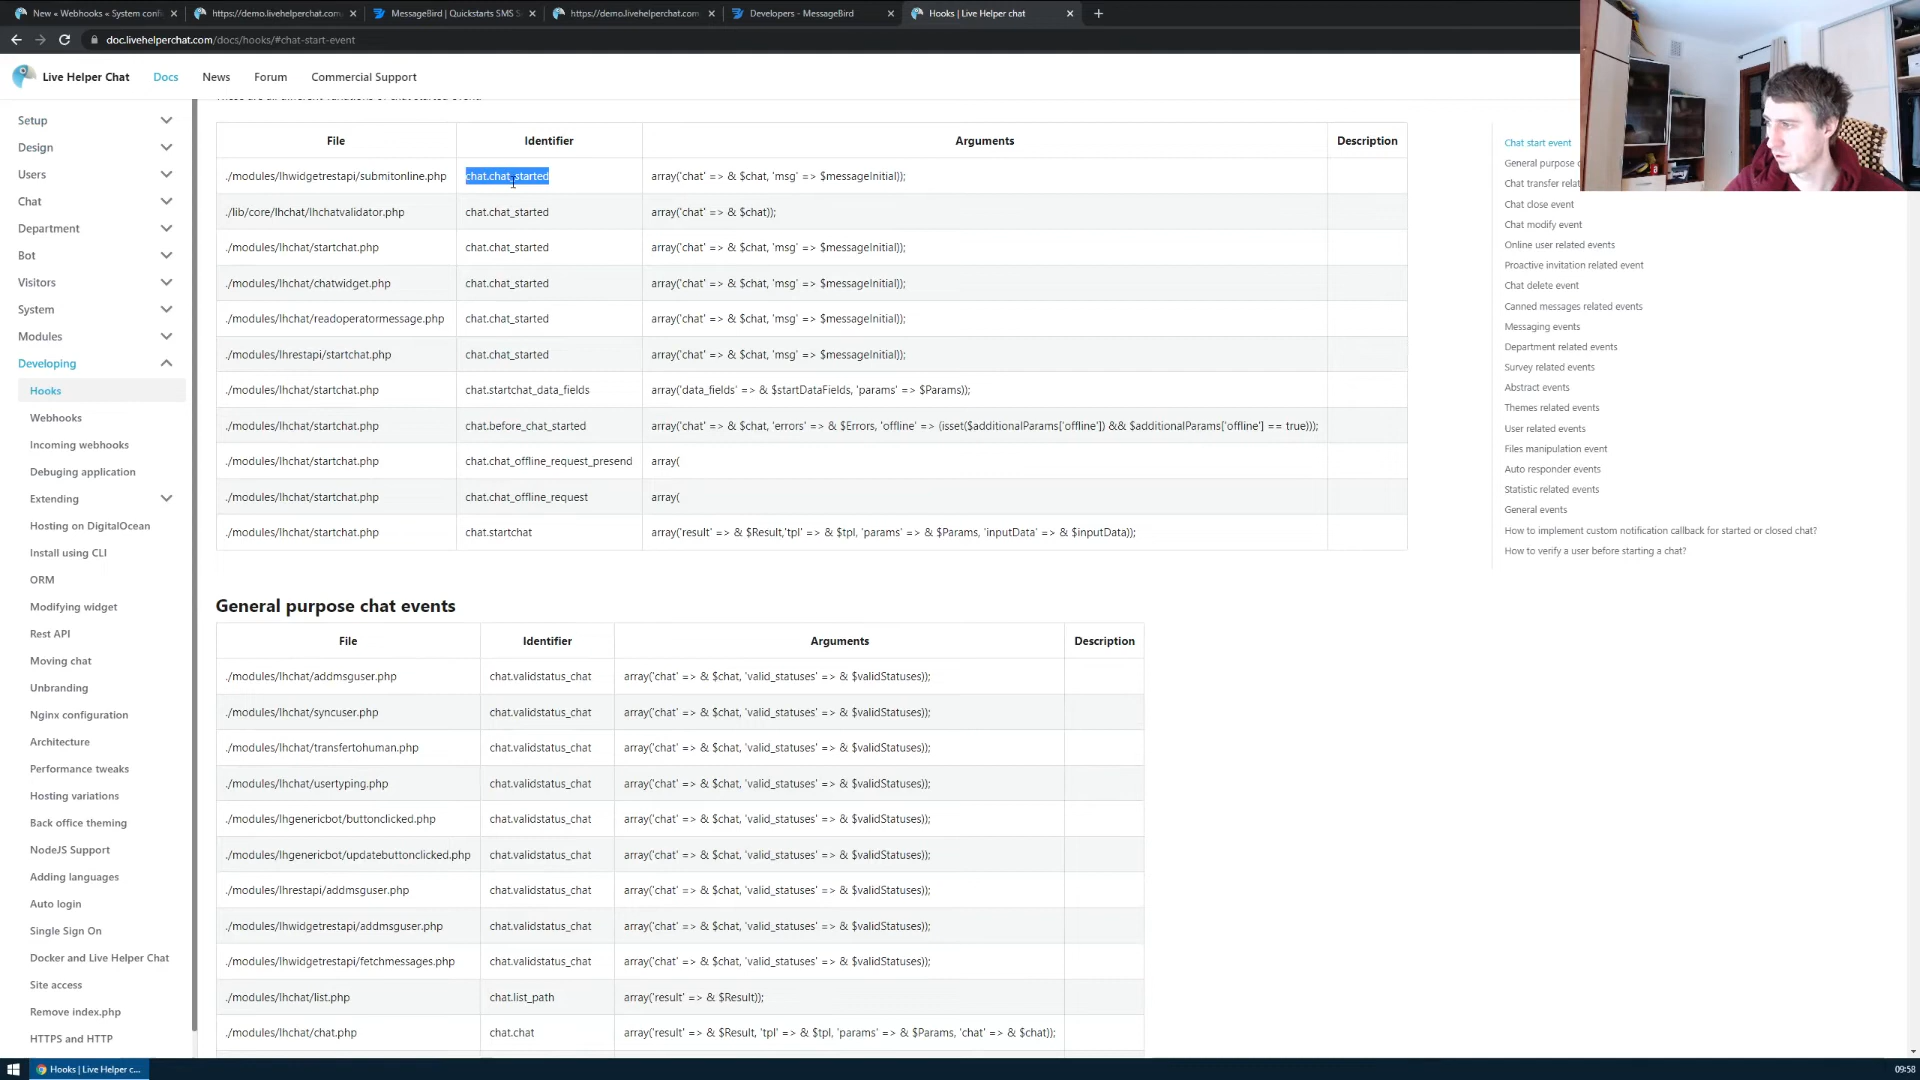 New « Webhooks « System confi
https://demo.livehelperchat.com
MessageBird | Quickstarts SMS S
https://demo.livehelperchat.com
Developers - MessageBird
Hooks | Live Helper chat
doc.livehelperchat.com/docs/hooks/#chat-start-event
Live Helper Chat
Docs
News
Forum
Commercial Support
Setup
Design
Users
Chat
Department
Bot
Visitors
System
Modules
Developing
Hooks
Webhooks
Incoming webhooks
Debuging application
Extending
Hosting on DigitalOcean
Install using CLI
ORM
Modifying widget
Rest API
Moving chat
Unbranding
Nginx configuration
Architecture
Performance tweaks
Hosting variations
Back office theming
NodeJS Support
Adding languages
Auto login
Single Sign On
Docker and Live Helper Chat
Site access
Remove index.php
HTTPS and HTTP
File Identifier Arguments Description
./modules/lhwidgetrestapi/submitonline.php chat.chat_started array('chat' => & $chat, 'msg' => $messageInitial));
./lib/core/lhchat/lhchatvalidator.php chat.chat_started array('chat' => & $chat));
./modules/lhchat/startchat.php chat.chat_started array('chat' => & $chat, 'msg' => $messageInitial));
./modules/lhchat/chatwidget.php chat.chat_started array('chat' => & $chat, 'msg' => $messageInitial));
./modules/lhchat/readoperatormessage.php chat.chat_started array('chat' => & $chat, 'msg' => $messageInitial));
./modules/lhrestapi/startchat.php chat.chat_started array('chat' => & $chat, 'msg' => $messageInitial));
./modules/lhchat/startchat.php chat.startchat_data_fields array('data_fields' => & $startDataFields, 'params' => $Params));
./modules/lhchat/startchat.php chat.before_chat_started array('chat' => & $chat, 'errors' => & $Errors, 'offline' => (isset($additionalParams['offline']) && $additionalParams['offline'] == true)));
./modules/lhchat/startchat.php chat.chat_offline_request_presend array(
./modules/lhchat/startchat.php chat.chat_offline_request array(
./modules/lhchat/startchat.php chat.startchat array('result' => & $Result,'tpl' => & $tpl, 'params' => & $Params, 'inputData' => & $inputData));
General purpose chat events
File Identifier Arguments Description
./modules/lhchat/addmsguser.php chat.validstatus_chat array('chat' => & $chat, 'valid_statuses' => & $validStatuses));
./modules/lhchat/syncuser.php chat.validstatus_chat array('chat' => & $chat, 'valid_statuses' => & $validStatuses));
./modules/lhchat/transfertohuman.php chat.validstatus_chat array('chat' => & $chat, 'valid_statuses' => & $validStatuses));
./modules/lhchat/usertyping.php chat.validstatus_chat array('chat' => & $chat, 'valid_statuses' => & $validStatuses));
./modules/lhgenericbot/buttonclicked.php chat.validstatus_chat array('chat' => & $chat, 'valid_statuses' => & $validStatuses));
./modules/lhgenericbot/updatebuttonclicked.php chat.validstatus_chat array('chat' => & $chat, 'valid_statuses' => & $validStatuses));
./modules/lhrestapi/addmsguser.php chat.validstatus_chat array('chat' => & $chat, 'valid_statuses' => & $validStatuses));
./modules/lhwidgetrestapi/addmsguser.php chat.validstatus_chat array('chat' => & $chat, 'valid_statuses' => & $validStatuses));
./modules/lhwidgetrestapi/fetchmessages.php chat.validstatus_chat array('chat' => & $chat, 'valid_statuses' => & $validStatuses));
./modules/lhchat/list.php chat.list_path array('result' => & $Result));
./modules/lhchat/chat.php chat.chat array('result' => & $Result, 'tpl' => & $tpl, 'params' => & $Params, 'chat' => & $chat));
Chat start event
General purpose c
Chat transfer rela
Chat close event
Chat modify event
Online user related events
Proactive invitation related event
Chat delete event
Canned messages related events
Messaging events
Department related events
Survey related events
Abstract events
Themes related events
User related events
Files manipulation event
Auto responder events
Statistic related events
General events
How to implement custom notification callback for started or closed chat?
How to verify a user before starting a chat?
Hooks | Live Helper c...
09:58